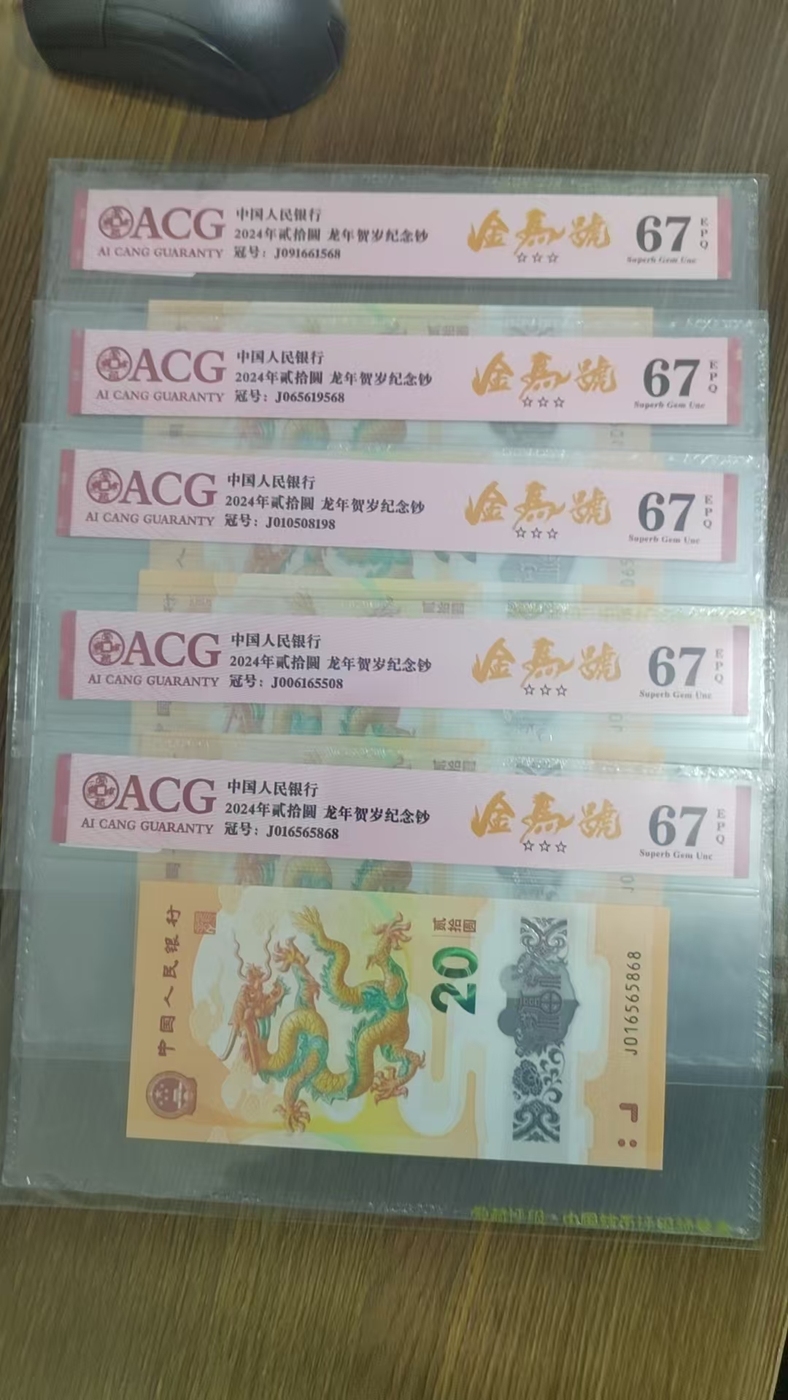 ACG
AI CANG GUARANTY
中国人民银行
2024年贰拾圆 龙年贺岁纪念钞
冠号：J091661568
金馬號
☆☆☆
67
EPQ
Superb Gem Unc
ACG
AI CANG GUARANTY
中国人民银行
2024年贰拾圆 龙年贺岁纪念钞
冠号：J065619568
金馬號
☆☆☆
67
EPQ
Superb Gem Unc
ACG
AI CANG GUARANTY
中国人民银行
2024年贰拾圆 龙年贺岁纪念钞
冠号：J010508198
金馬號
☆☆☆
67
EPQ
Superb Gem Unc
ACG
AI CANG GUARANTY
中国人民银行
2024年贰拾圆 龙年贺岁纪念钞
冠号：J006165508
金馬號
☆☆☆
67
EPQ
Superb Gem Unc
ACG
AI CANG GUARANTY
中国人民银行
2024年贰拾圆 龙年贺岁纪念钞
冠号：J016565868
金馬號
☆☆☆
67
EPQ
Superb Gem Unc
中国人民银行
贰拾圆
20
J016565868